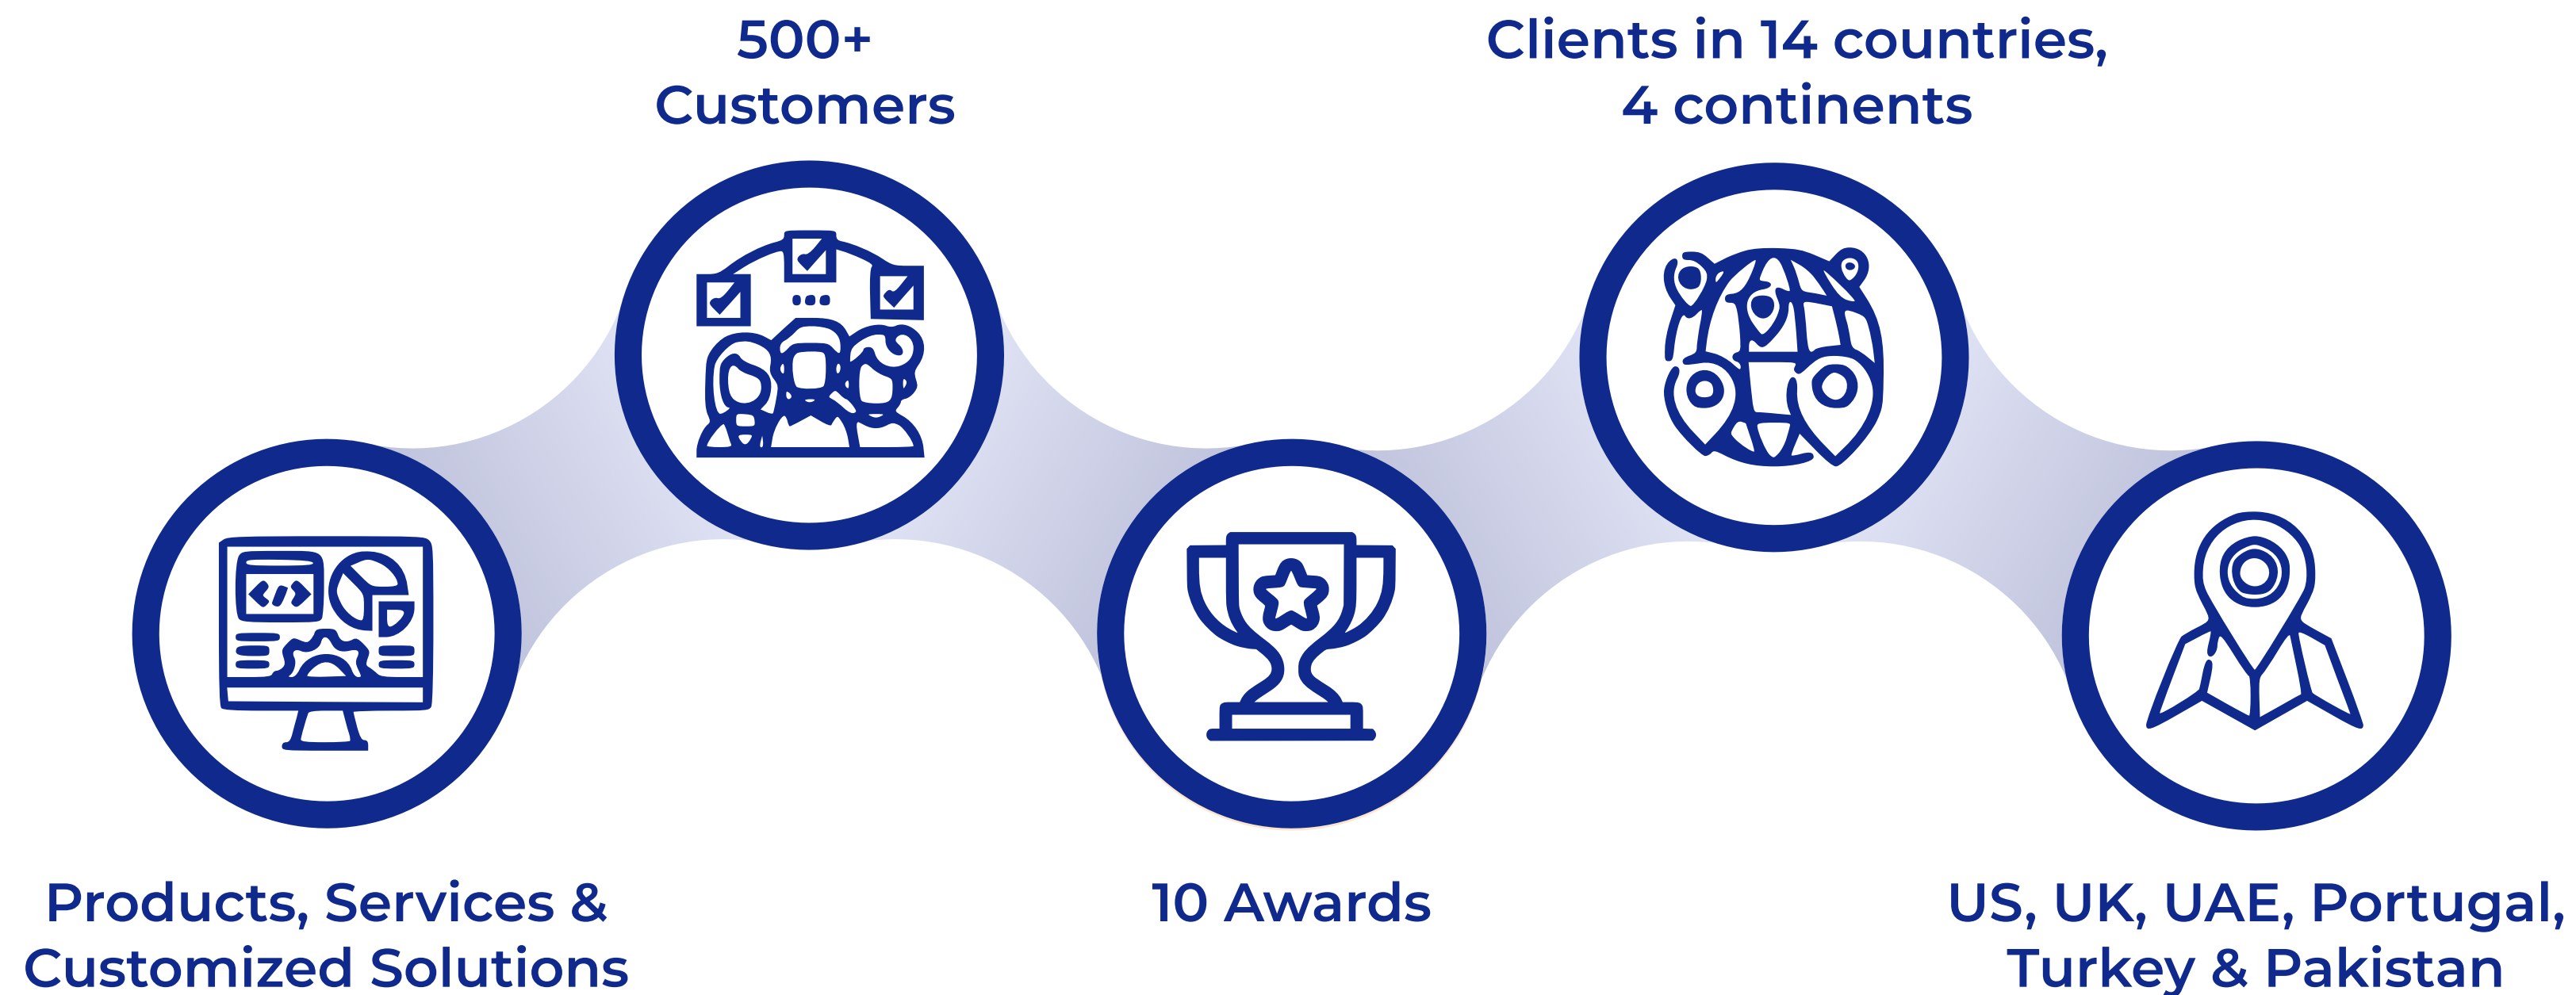 500+
Customers
Clients in 14 countries,
4 continents
</>
Products, Services &
Customized Solutions
10 Awards
US, UK, UAE, Portugal,
Turkey & Pakistan